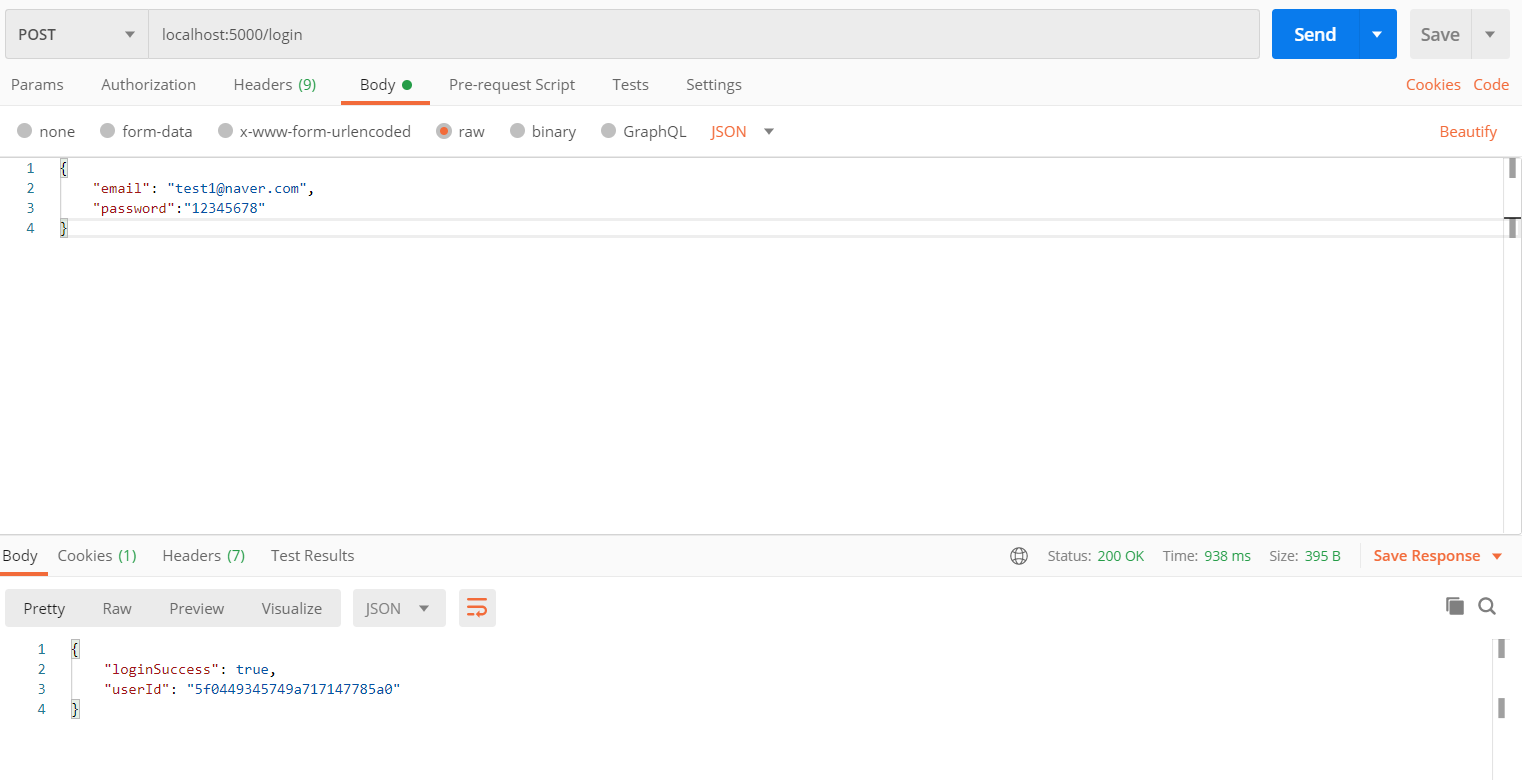 POST localhost:5000/login Send Save
Params Authorization Headers (9) Body Pre-request Script Tests Settings Cookies Code
none form-data x-www-form-urlencoded raw binary GraphQL JSON Beautify
1 {
2 "email": "test1@naver.com",
3 "password":"12345678"
4 }
Body Cookies (1) Headers (7) Test Results Status: 200 OK Time: 938 ms Size: 395 B Save Response
Pretty Raw Preview Visualize JSON
1 {
2 "loginSuccess": true,
3 "userId": "5f0449345749a717147785a0"
4 }